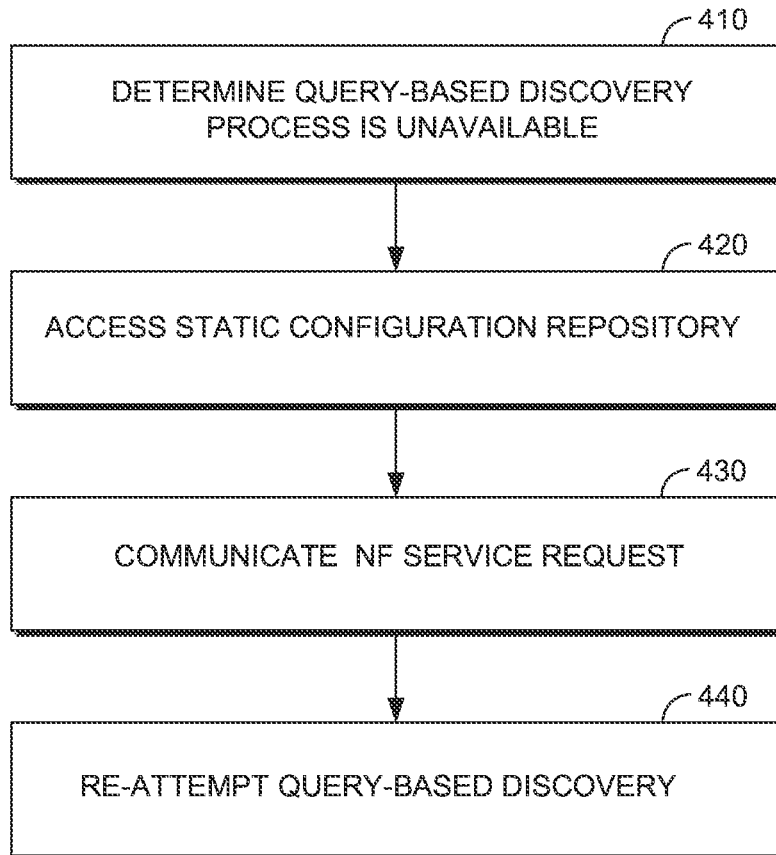 410
DETERMINE QUERY-BASED DISCOVERY
PROCESS IS UNAVAILABLE
420
ACCESS STATIC CONFIGURATION REPOSITORY
430
COMMUNICATE NF SERVICE REQUEST
440
RE-ATTEMPT QUERY-BASED DISCOVERY